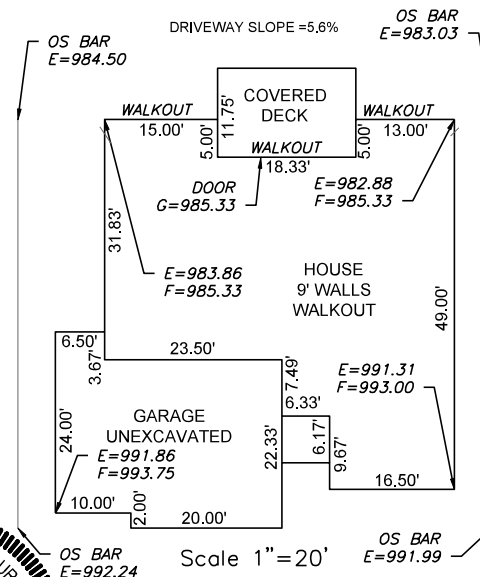 DRIVEWAY SLOPE =5.6%
OS BAR
E=983.03
OS BAR
E=984.50
COVERED
DECK
WALKOUT
15.00'
11.75'
5.00'
WALKOUT
13.00'
5.00'
WALKOUT
18.33'
DOOR
G=985.33
E=982.88
F=985.33
31.83'
E=983.86
F=985.33
HOUSE
9' WALLS
WALKOUT
49.00'
6.50'
3.67'
23.50'
7.49'
6.33'
E=991.31
F=993.00
GARAGE
UNEXCAVATED
24.00'
22.33'
6.17'
9.67'
E=991.86
F=993.75
16.50'
10.00'
2.00'
20.00'
OS BAR
E=992.24
Scale 1"=20'
OS BAR
E=991.99